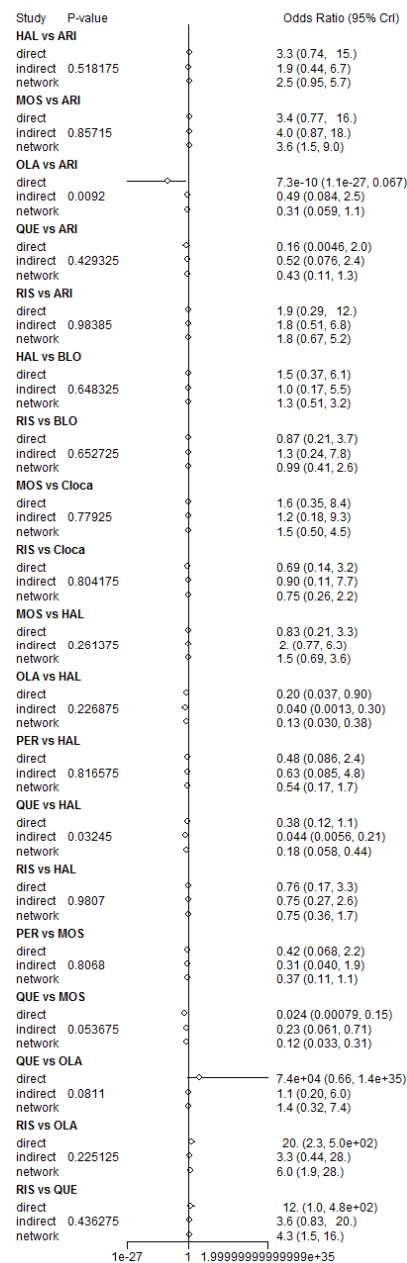 Study P-value Odds Ratio (95% CrI)
HAL vs ARI
direct 3.3 (0.74, 15.)
indirect 0.518175 1.9 (0.44, 6.7)
network 2.5 (0.95, 5.7)
MOS vs ARI
direct 3.4 (0.77, 16.)
indirect 0.85715 4.0 (0.87, 18.)
network 3.6 (1.5, 9.0)
OLA vs ARI
direct 7.3e-10 (1.1e-27, 0.067)
indirect 0.0092 0.49 (0.084, 2.5)
network 0.31 (0.059, 1.1)
QUE vs ARI
direct 0.16 (0.0046, 2.0)
indirect 0.429325 0.52 (0.076, 2.4)
network 0.43 (0.11, 1.3)
RIS vs ARI
direct 1.9 (0.29, 12.)
indirect 0.98385 1.8 (0.51, 6.8)
network 1.8 (0.67, 5.2)
HAL vs BLO
direct 1.5 (0.37, 6.1)
indirect 0.648325 1.0 (0.17, 5.5)
network 1.3 (0.51, 3.2)
RIS vs BLO
direct 0.87 (0.21, 3.7)
indirect 0.652725 1.3 (0.24, 7.8)
network 0.99 (0.41, 2.6)
MOS vs Cloca
direct 1.6 (0.35, 8.4)
indirect 0.77925 1.2 (0.18, 9.3)
network 1.5 (0.50, 4.5)
RIS vs Cloca
direct 0.69 (0.14, 3.2)
indirect 0.804175 0.90 (0.11, 7.7)
network 0.75 (0.26, 2.2)
MOS vs HAL
direct 0.83 (0.21, 3.3)
indirect 0.261375 2. (0.77, 6.3)
network 1.5 (0.69, 3.6)
OLA vs HAL
direct 0.20 (0.037, 0.90)
indirect 0.226875 0.040 (0.0013, 0.30)
network 0.13 (0.030, 0.38)
PER vs HAL
direct 0.48 (0.086, 2.4)
indirect 0.816575 0.63 (0.085, 4.8)
network 0.54 (0.17, 1.7)
QUE vs HAL
direct 0.38 (0.12, 1.1)
indirect 0.03245 0.044 (0.0056, 0.21)
network 0.18 (0.058, 0.44)
RIS vs HAL
direct 0.76 (0.17, 3.3)
indirect 0.9807 0.75 (0.27, 2.6)
network 0.75 (0.36, 1.7)
PER vs MOS
direct 0.42 (0.068, 2.2)
indirect 0.8068 0.31 (0.040, 1.9)
network 0.37 (0.11, 1.1)
QUE vs MOS
direct 0.024 (0.00079, 0.15)
indirect 0.053675 0.23 (0.061, 0.71)
network 0.12 (0.033, 0.31)
QUE vs OLA
direct 7.4e+04 (0.66, 1.4e+35)
indirect 0.0811 1.1 (0.20, 6.0)
network 1.4 (0.32, 7.4)
RIS vs OLA
direct 20. (2.3, 5.0e+02)
indirect 0.225125 3.3 (0.44, 28.)
network 6.0 (1.9, 28.)
RIS vs QUE
direct 12. (1.0, 4.8e+02)
indirect 0.436275 3.6 (0.83, 20.)
network 4.3 (1.5, 16.)
1e-27 1 1.99999999999999e+35